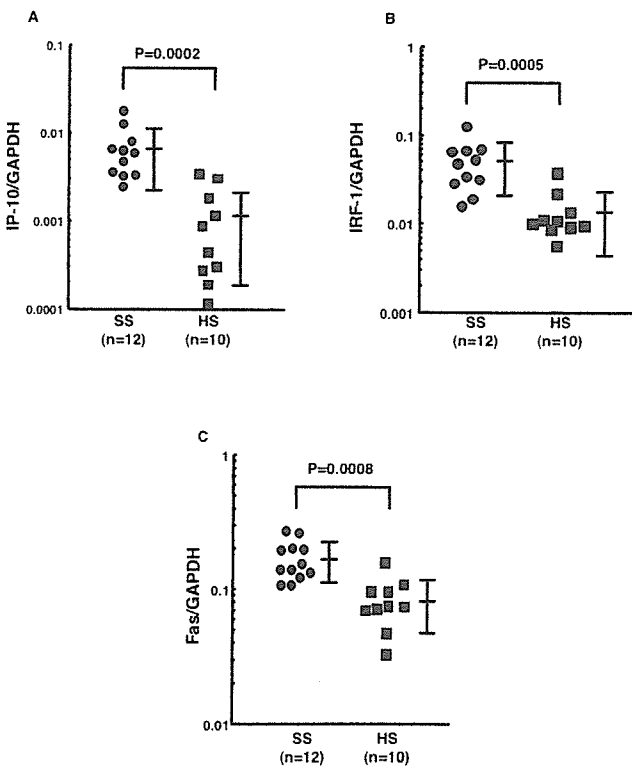 A
P=0.0002
IP-10/GAPDH
0.1
0.01
0.001
0.0001
SS
(n=12)
HS
(n=10)
B
P=0.0005
IRF-1/GAPDH
1
0.1
0.01
0.001
SS
(n=12)
HS
(n=10)
C
P=0.0008
Fas/GAPDH
1
0.1
0.01
SS
(n=12)
HS
(n=10)